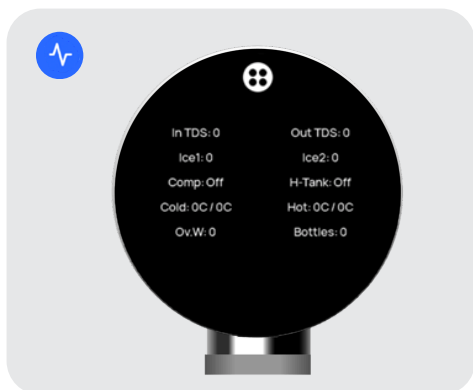 In TDS: 0 Out TDS: 0
Ice1: 0 Ice2: 0
Comp: Off H-Tank: Off
Cold: 0C / 0C Hot: 0C / 0C
Ov.W: 0 Bottles: 0